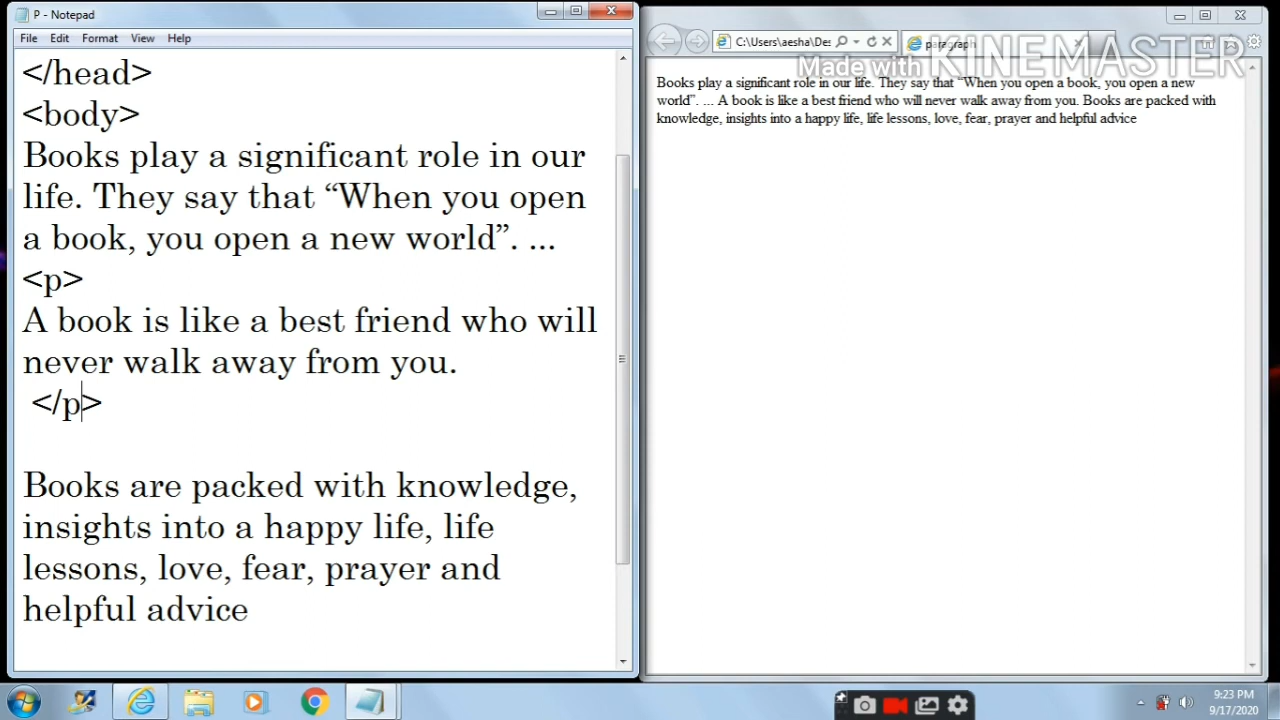 P - Notepad
File Edit Format View Help
</head>
<body>
Books play a significant role in our
life. They say that “When you open
a book, you open a new world”. ...
<p>
A book is like a best friend who will
never walk away from you.
</p>
Books are packed with knowledge,
insights into a happy life, life
lessons, love, fear, prayer and
helpful advice
C:\Users\aesha\Des
paragraph
Made with KINEMASTER
Books play a significant role in our life. They say that “When you open a book, you open a new
world”. ... A book is like a best friend who will never walk away from you. Books are packed with
knowledge, insights into a happy life, life lessons, love, fear, prayer and helpful advice
9:23 PM
9/17/2020